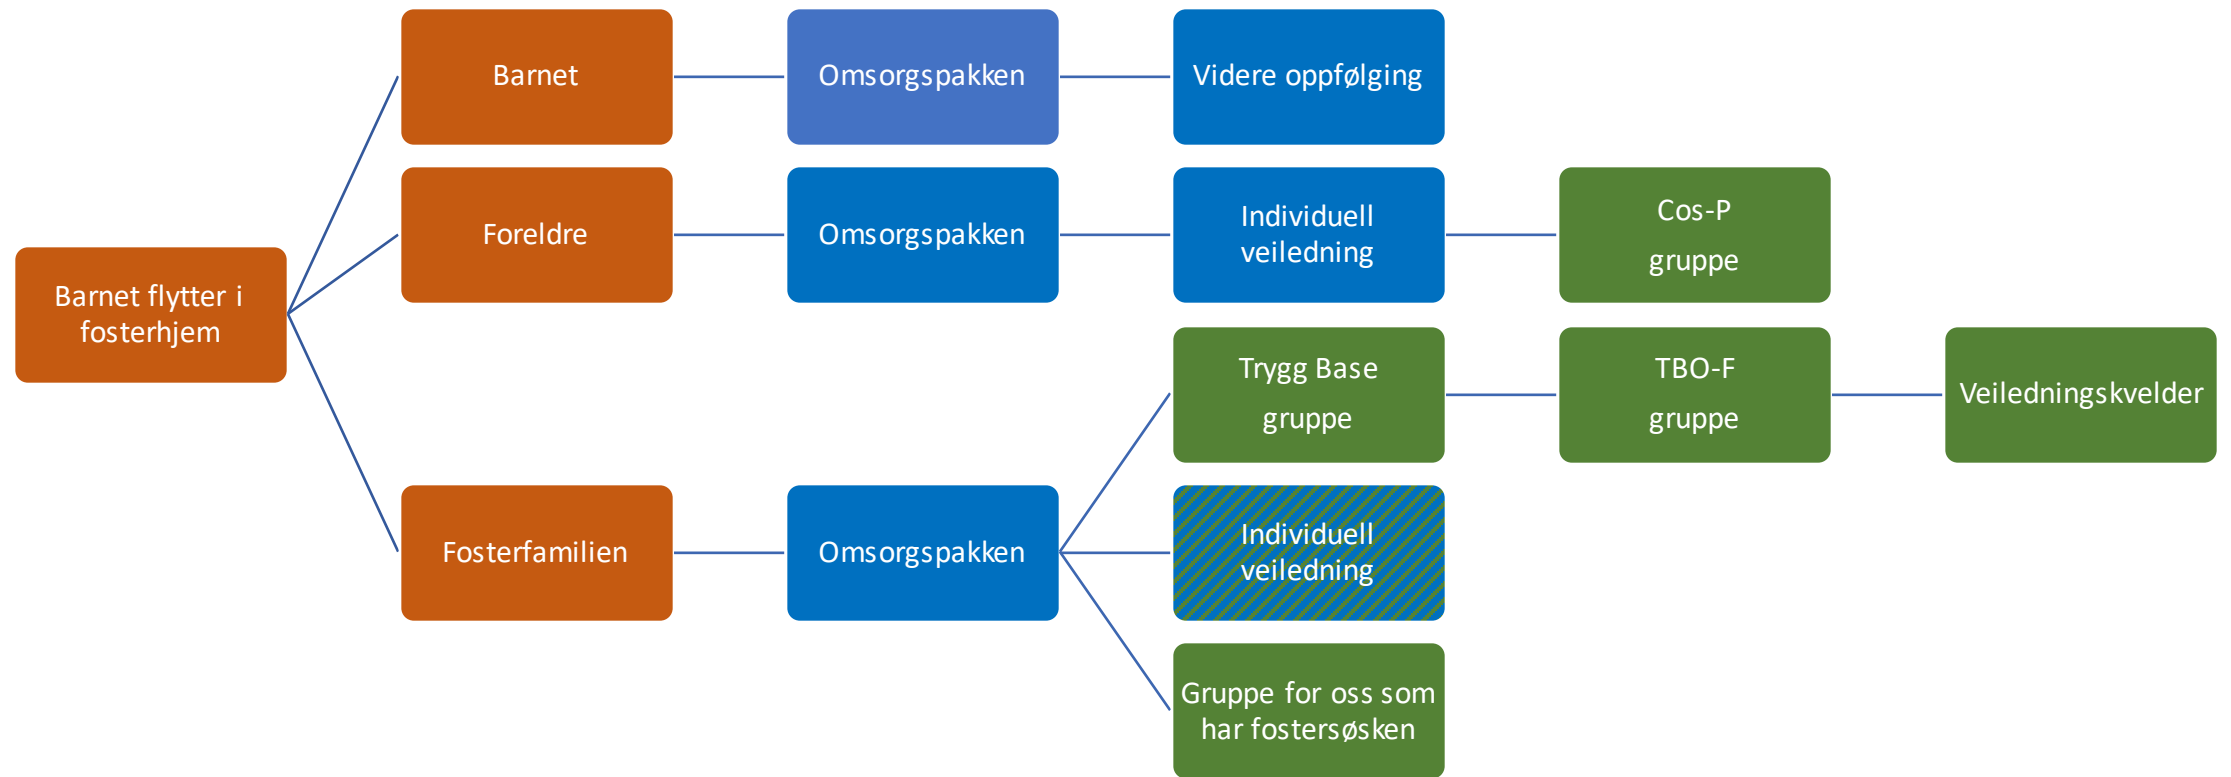 Barnet
Omsorgspakken
Videre oppfølging
Foreldre
Omsorgspakken
Individuell
veiledning
Cos-P
gruppe
Barnet flytter i
fosterhjem
Trygg Base
gruppe
TBO-F
gruppe
Veiledningskvelder
Fosterfamilien
Omsorgspakken
Individuell
veiledning
Gruppe for oss som
har fostersøsken